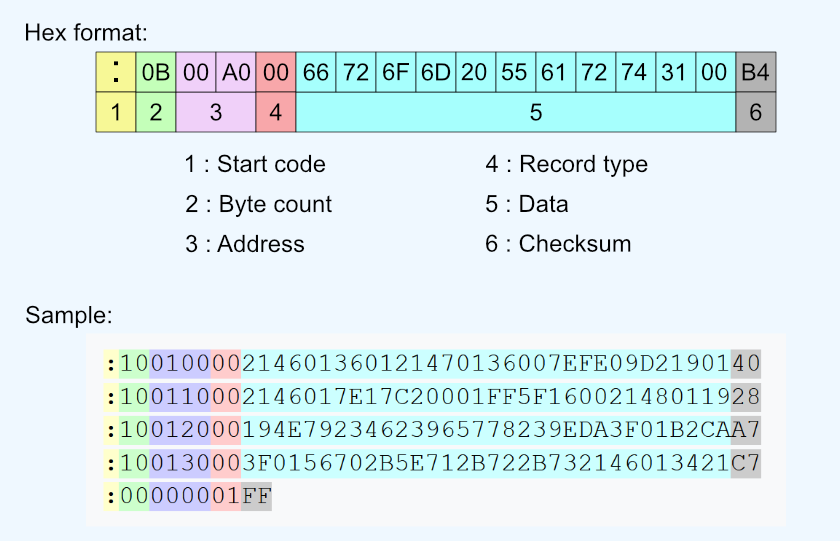 Hex format:
: 0B 00 A0 00 66 72 6F 6D 20 55 61 72 74 31 00 B4
1 2 3 4 5 6
1 : Start code 4 : Record type
2 : Byte count 5 : Data
3 : Address 6 : Checksum
Sample:
:10010000214601360121470136007EFE09D2190140
:100110002146017E17C20001FF5F16002148011928
:10012000194E79234623965778239EDA3F01B2CAA7
:100130003F0156702B5E712B722B732146013421C7
:00000001FF